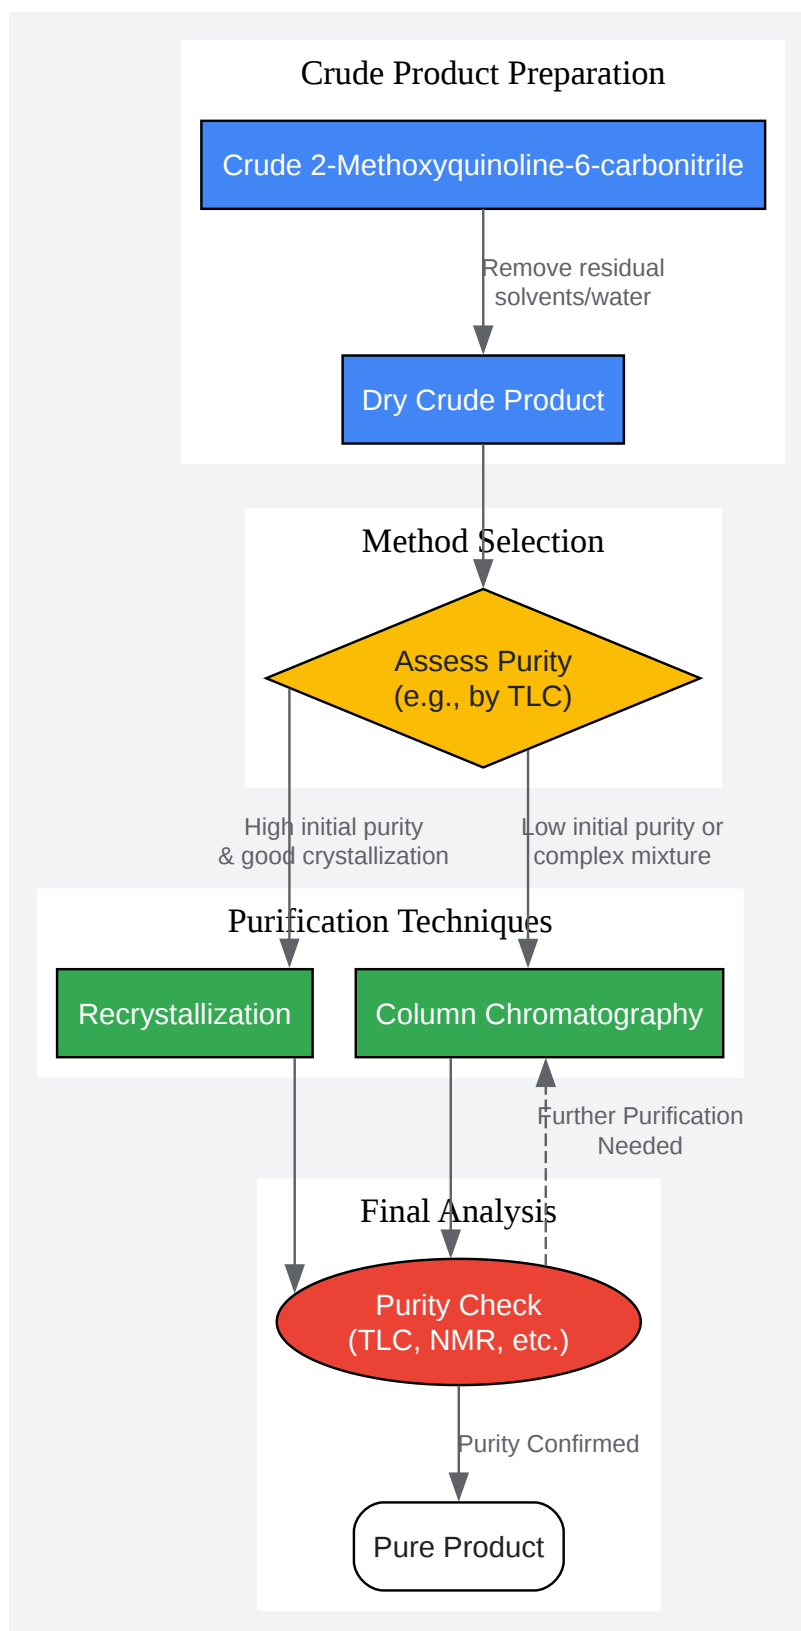 Crude Product Preparation
Crude 2-Methoxyquinoline-6-carbonitrile
Remove residual
solvents/water
Dry Crude Product
Method Selection
Assess Purity
(e.g., by TLC)
High initial purity
& good crystallization
Low initial purity or
complex mixture
Purification Techniques
Recrystallization
Column Chromatography
Further Purification
Needed
Final Analysis
Purity Check
(TLC, NMR, etc.)
Purity Confirmed
Pure Product